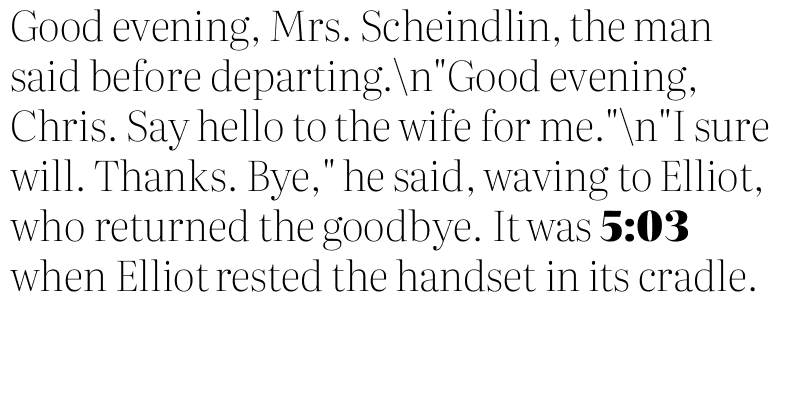 Good evening, Mrs. Scheindlin, the man
said before departing.\n"Good evening,
Chris. Say hello to the wife for me."\n"I sure
will. Thanks. Bye," he said, waving to Elliot,
who returned the goodbye. It was 5:03
when Elliot rested the handset in its cradle.